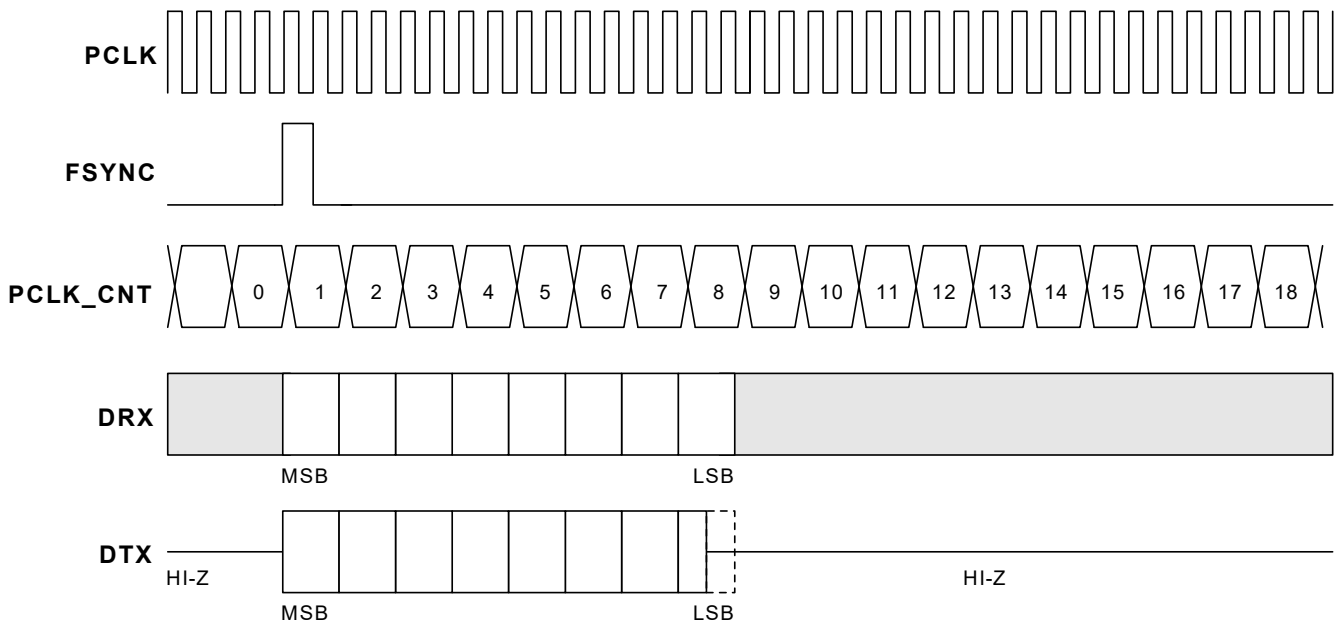 PCLK
FSYNC
PCLK_CNT 0 1 2 3 4 5 6 7 8 9 10 11 12 13 14 15 16 17 18
DRX
MSB LSB
DTX
HI-Z HI-Z
MSB LSB